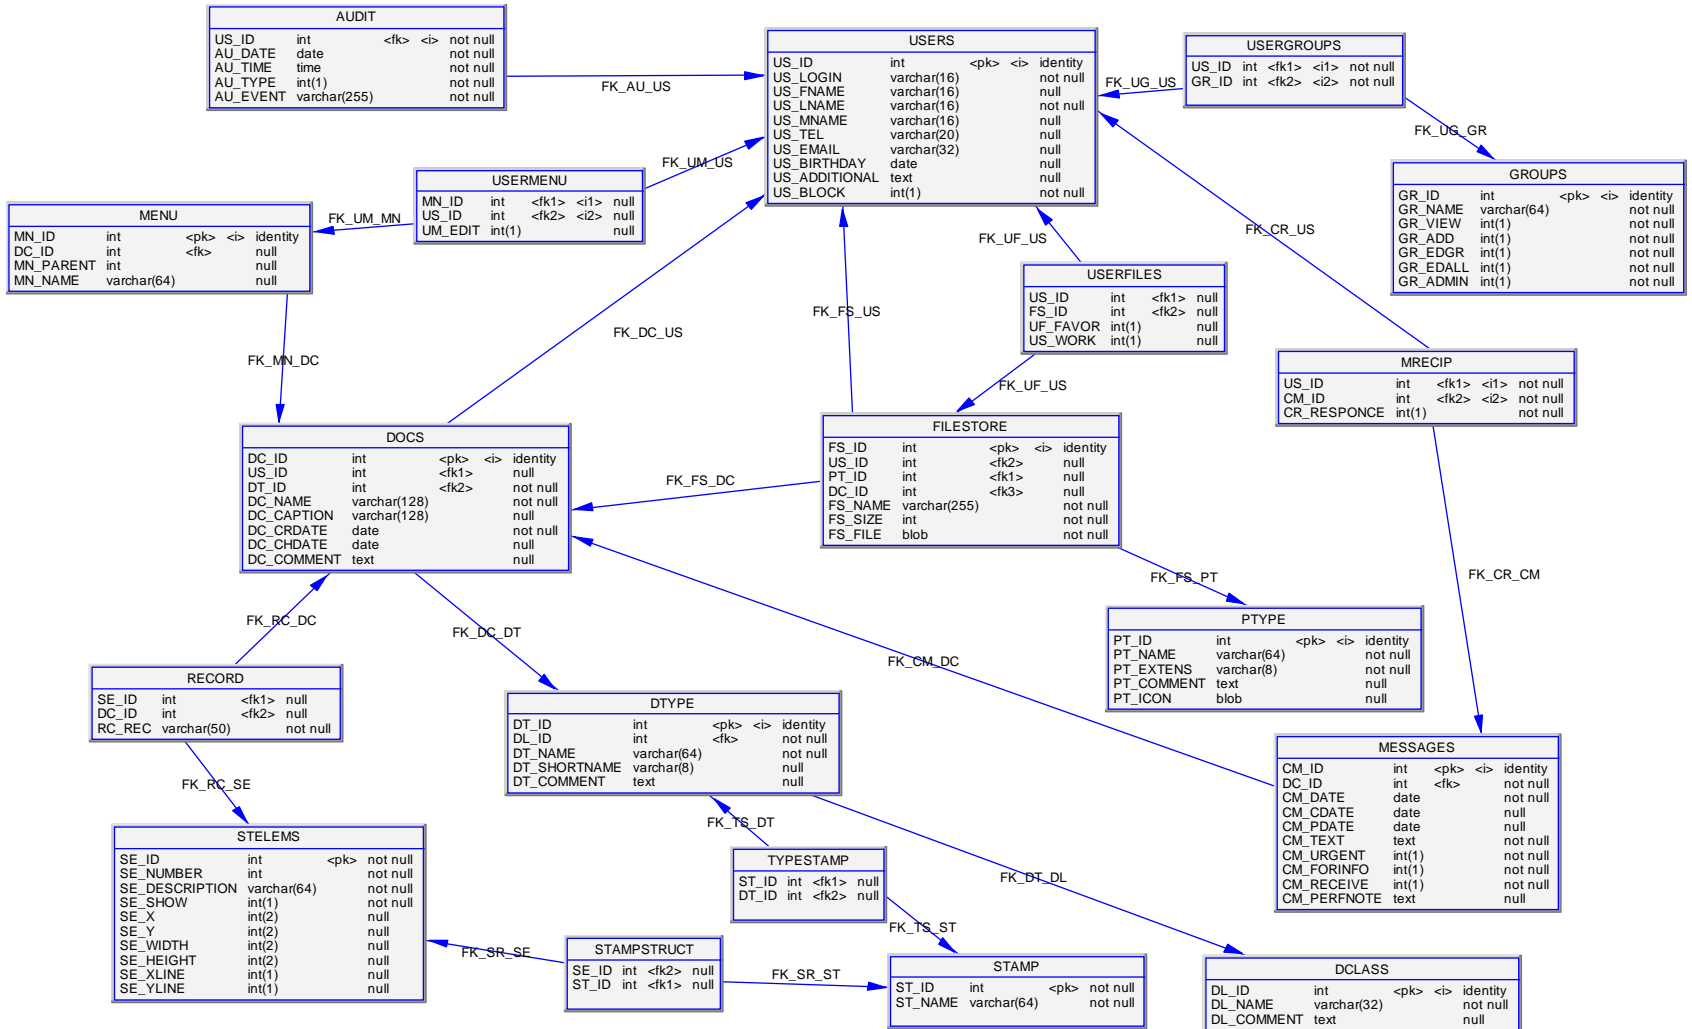 AUDIT
US_ID int <fk> <i> not null
AU_DATE date not null
AU_TIME time not null
AU_TYPE int(1) not null
AU_EVENT varchar(255) not null
FK_AU_US
USERS
US_ID int <pk> <i> identity
US_LOGIN varchar(16) not null
US_FNAME varchar(16) null
US_LNAME varchar(16) not null
US_MNAME varchar(16) null
US_TEL varchar(20) null
US_EMAIL varchar(32) null
US_BIRTHDAY date null
US_ADDITIONAL text null
US_BLOCK int(1) not null
FK_UG_US
USERGROUPS
US_ID int <fk1> <i1> not null
GR_ID int <fk2> <i2> not null
FK_UG_GR
GROUPS
GR_ID int <pk> <i> identity
GR_NAME varchar(64) not null
GR_VIEW int(1) not null
GR_ADD int(1) not null
GR_EDGR int(1) not null
GR_EDALL int(1) not null
GR_ADMIN int(1) not null
FK_UM_US
USERMENU
MN_ID int <fk1> <i1> null
US_ID int <fk2> <i2> null
UM_EDIT int(1) null
FK_UM_MN
MENU
MN_ID int <pk> <i> identity
DC_ID int <fk> null
MN_PARENT int null
MN_NAME varchar(64) null
FK_MN_DC
FK_DC_US
FK_FS_US
FK_UF_US
FK_CR_US
USERFILES
US_ID int <fk1> null
FS_ID int <fk2> null
UF_FAVOR int(1) null
US_WORK int(1) null
FK_UF_US
MRECIP
US_ID int <fk1> <i1> not null
CM_ID int <fk2> <i2> not null
CR_RESPONCE int(1) not null
FK_CR_CM
DOCS
DC_ID int <pk> <i> identity
US_ID int <fk1> null
DT_ID int <fk2> not null
DC_NAME varchar(128) not null
DC_CAPTION varchar(128) null
DC_CRDATE date not null
DC_CHDATE date null
DC_COMMENT text null
FK_FS_DC
FILESTORE
FS_ID int <pk> <i> identity
US_ID int <fk2> null
PT_ID int <fk1> null
DC_ID int <fk3> null
FS_NAME varchar(255) not null
FS_SIZE int not null
FS_FILE blob not null
FK_FS_PT
PTYPE
PT_ID int <pk> <i> identity
PT_NAME varchar(64) not null
PT_EXTENS varchar(8) not null
PT_COMMENT text null
PT_ICON blob null
FK_RC_DC
FK_DC_DT
FK_CM_DC
RECORD
SE_ID int <fk1> null
DC_ID int <fk2> null
RC_REC varchar(50) not null
FK_RC_SE
DTYPE
DT_ID int <pk> <i> identity
DL_ID int <fk> not null
DT_NAME varchar(64) not null
DT_SHORTNAME varchar(8) null
DT_COMMENT text null
FK_TS_DT
FK_DT_DL
MESSAGES
CM_ID int <pk> <i> identity
DC_ID int <fk> not null
CM_DATE date not null
CM_CDATE date null
CM_PDATE date null
CM_TEXT text not null
CM_URGENT int(1) not null
CM_FORINFO int(1) not null
CM_RECEIVE int(1) not null
CM_PERFNOTE text null
STELEMS
SE_ID int <pk> not null
SE_NUMBER int not null
SE_DESCRIPTION varchar(64) not null
SE_SHOW int(1) not null
SE_X int(2) null
SE_Y int(2) null
SE_WIDTH int(2) null
SE_HEIGHT int(2) null
SE_XLINE int(1) null
SE_YLINE int(1) null
TYPESTAMP
ST_ID int <fk1> null
DT_ID int <fk2> null
FK_TS_ST
FK_SR_SE
STAMPSTRUCT
SE_ID int <fk2> null
ST_ID int <fk1> null
FK_SR_ST
STAMP
ST_ID int <pk> not null
ST_NAME varchar(64) not null
DCLASS
DL_ID int <pk> <i> identity
DL_NAME varchar(32) not null
DL_COMMENT text null